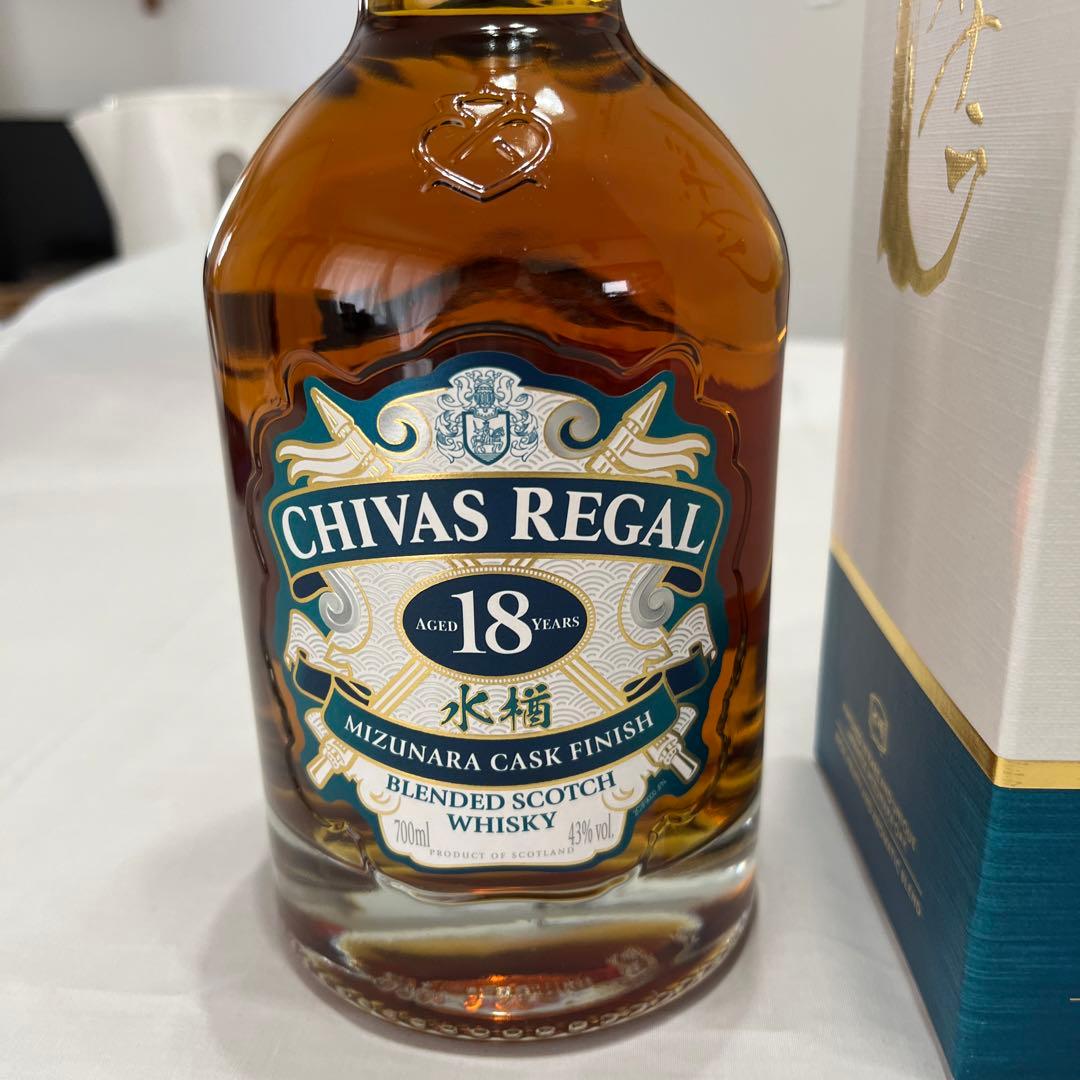 CHIVAS REGAL
AGED 18 YEARS
水楢
MIZUNARA CASK FINISH
BLENDED SCOTCH
WHISKY
700ml
43% vol.
PRODUCT OF SCOTLAND